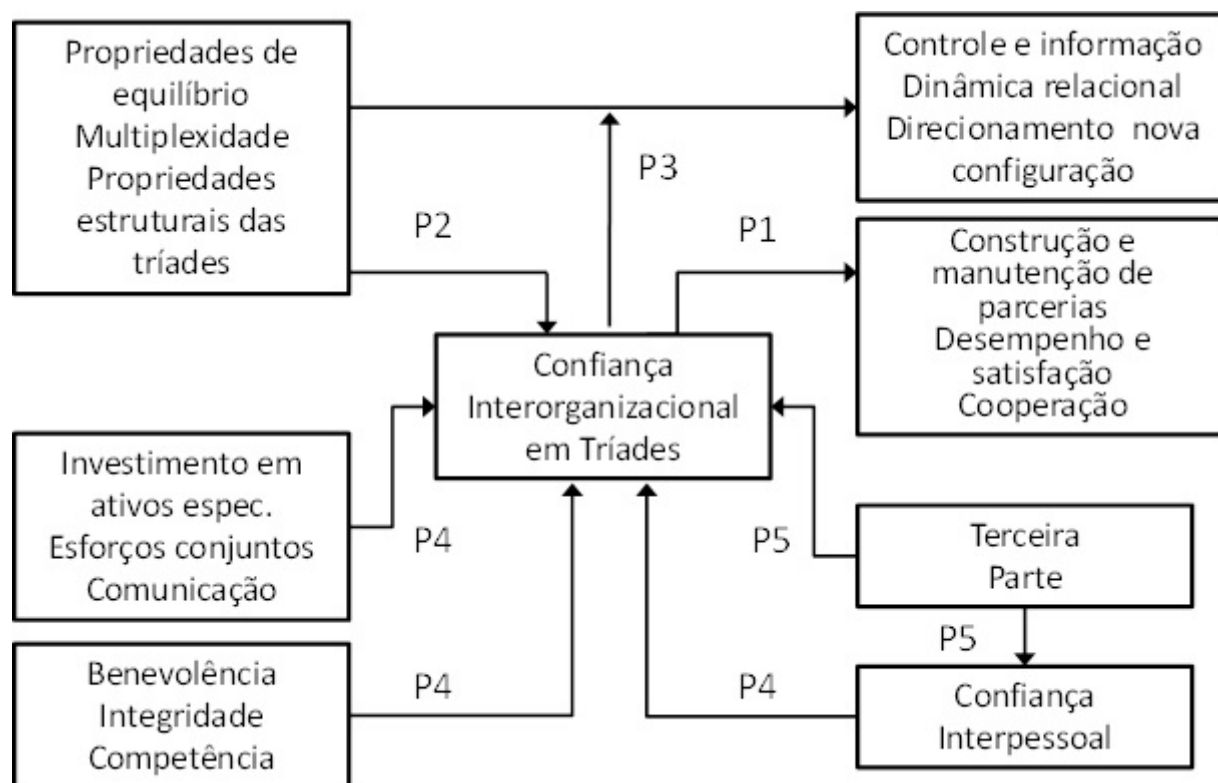 Propriedades de
equilíbrio
Multiplexidade
Propriedades
estruturais das
tríades
Controle e informação
Dinâmica relacional
Direcionamento nova
configuração
P3
P2
P1
Construção e
manutenção de
parcerias
Desempenho e
satisfação
Cooperação
Confiança
Interorganizacional
em Tríades
Investimento em
ativos espec.
Esforços conjuntos
Comunicação
P4
P5
Terceira
Parte
P5
Benevolência
Integridade
Competência
P4
P4
Confiança
Interpessoal